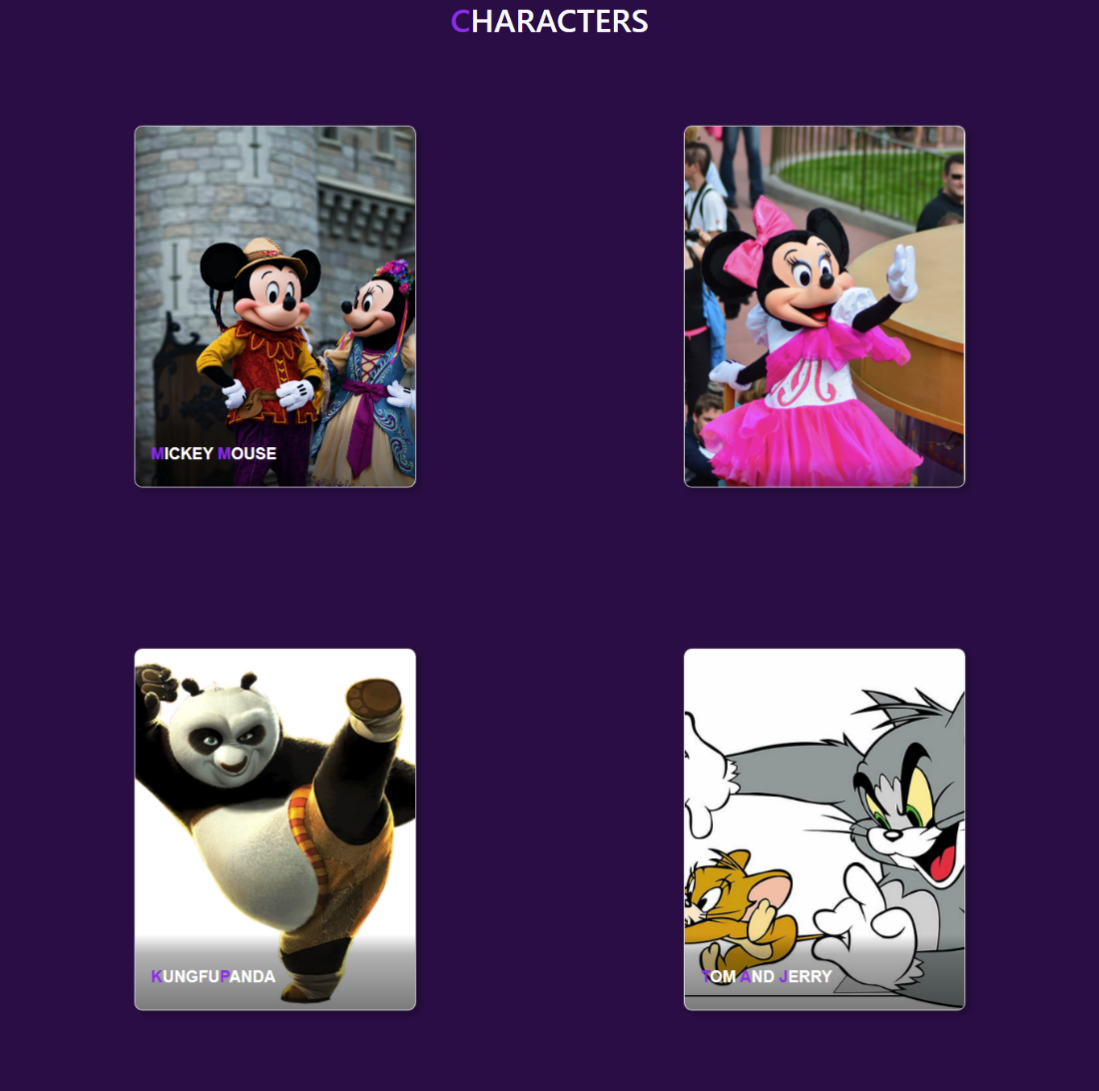 CHARACTERS
MICKEY MOUSE
KUNGFUPANDA
TOM AND JERRY